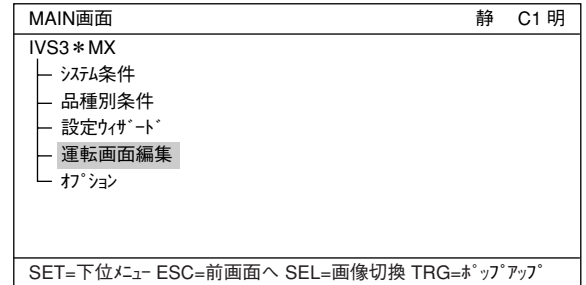 MAIN画面 静 C1 明
IVS3＊MX
ｼｽﾃﾑ条件
品種別条件
設定ｳｨｻﾞｰﾄﾞ
運転画面編集
ｵﾌﾟｼｮﾝ
SET=下位ﾒﾆｭｰ ESC=前画面へ SEL=画像切換 TRG=ﾎﾟｯﾌﾟｱｯﾌﾟ